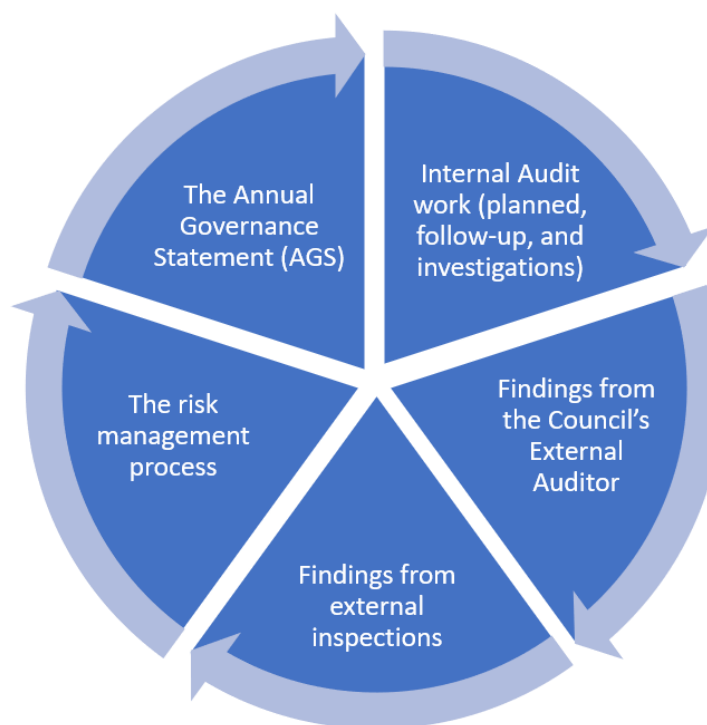 The Annual
Governance
Statement (AGS)
Internal Audit
work (planned,
follow-up, and
investigations)
Findings from
the Council’s
External
Auditor
Findings from
external
inspections
The risk
management
process